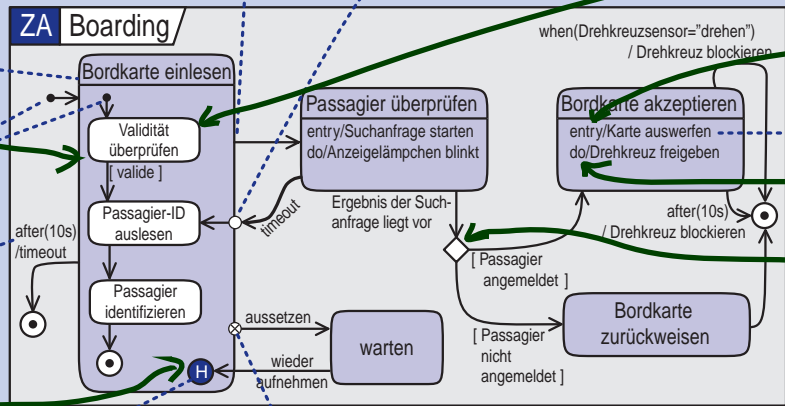 ZA Boarding
when(Drehkreuzsensor="drehen")
/ Drehkreuz blockieren
Bordkarte einlesen
Validität
überprüfen
[ valide ]
Passagier-ID
auslesen
Passagier
identifizieren
after(10s)
/timeout
H
Passagier überprüfen
entry/Suchanfrage starten
do/Anzeigelämpchen blinkt
timeout
Ergebnis der Such-
anfrage liegt vor
Bordkarte akzeptieren
entry/Karte auswerfen
do/Drehkreuz freigeben
after(10s)
/ Drehkreuz blockieren
[ Passagier
angemeldet ]
[ Passagier
nicht
angemeldet ]
Bordkarte
zurückweisen
aussetzen
warten
wieder
aufnehmen